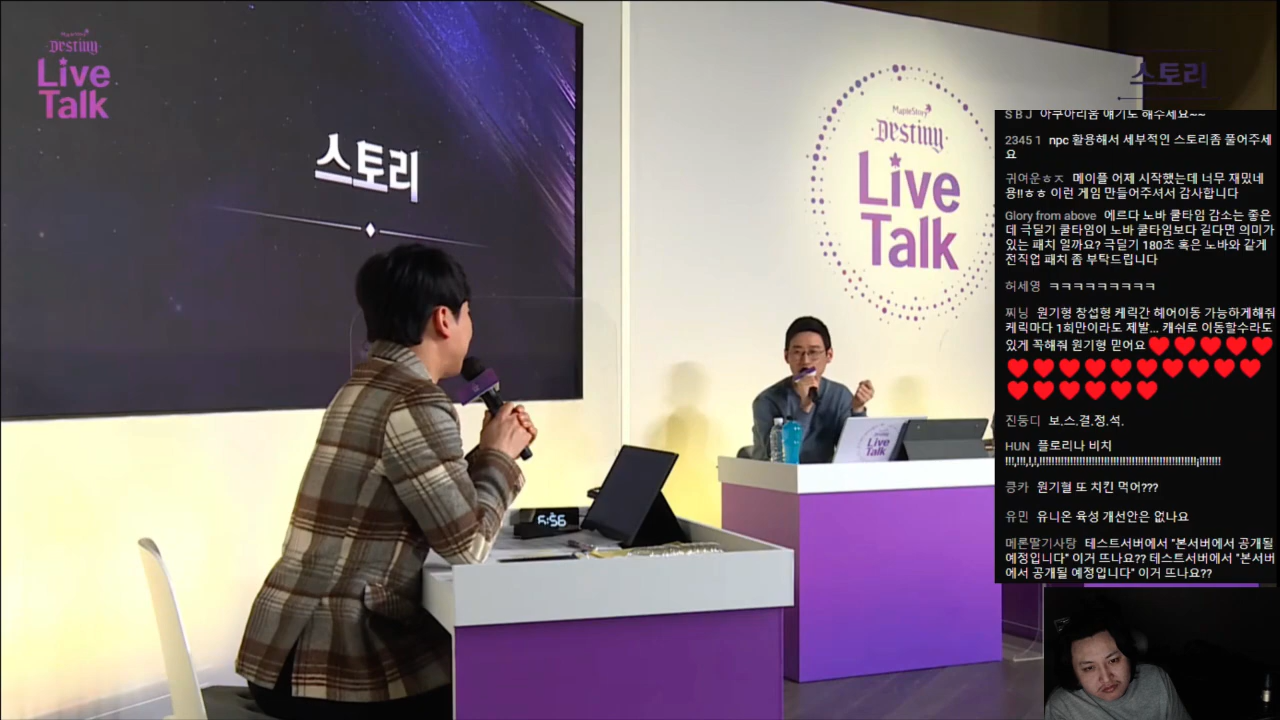 MapleStory
DESTINY
Live
Talk
스토리
MapleStory
DESTINY
Live
Talk
스토리
S B J 아쿠아리움 얘기도 해주세요~~
2345 1 npc 활용해서 세부적인 스토리좀 풀어주세
요
귀여운ㅎㅈ 메이플 어제 시작했는데 너무 재밌네
용!!ㅎㅎ 이런 게임 만들어주셔서 감사합니다
Glory from above 에르다 노바 쿨타임 감소는 좋은
데 극딜기 쿨타임이 노바 쿨타임보다 길다면 의미가
있는 패치 일까요? 극딜기 180초 혹은 노바와 같게
전직업 패치 좀 부탁드립니다
허세영 ㅋㅋㅋㅋㅋㅋㅋㅋㅋ
찌닝 원기형 창섭형 케릭간 헤어이동 가능하게해줘
케릭마다 1회만이라도 제발... 캐쉬로 이동할수라도
있게 꼭해줘 원기형 믿어요
진둥디 보.스.결.정.석.
HUN 플로리나 비치
킁카 원기혈 또 치킨 먹어???
유민 유니온 육성 개선안은 없나요
메론딸기사탕 테스트서버에서 "본서버에서 공개될
예정입니다" 이거 뜨나요?? 테스트서버에서 "본서버
에서 공개될 예정입니다" 이거 뜨나요??
Live
Talk
5:56